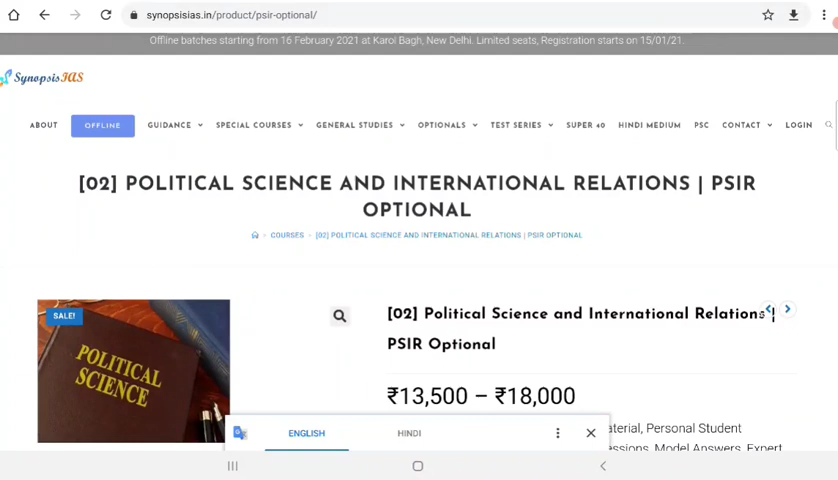 synopsisias.in/product/psir-optional/
Offline batches starting from 16 February 2021 at Karol Bagh, New Delhi. Limited seats, Registration starts on 15/01/21.
SynopsisIAS
ABOUT OFFLINE GUIDANCE SPECIAL COURSES GENERAL STUDIES OPTIONALS TEST SERIES SUPER 40 HINDI MEDIUM PSC CONTACT LOGIN
[02] POLITICAL SCIENCE AND INTERNATIONAL RELATIONS | PSIR
OPTIONAL
> COURSES > [02] POLITICAL SCIENCE AND INTERNATIONAL RELATIONS | PSIR OPTIONAL
SALE!
POLITICAL
SCIENCE
[02] Political Science and International Relations |
PSIR Optional
₹13,500 – ₹18,000
aterial, Personal Student
essions, Model Answers, Expert
ENGLISH HINDI